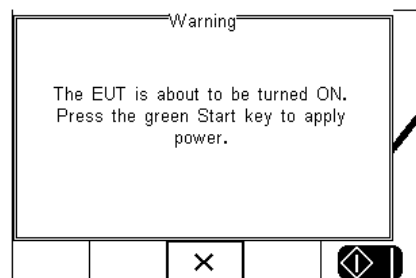 Warning
The EUT is about to be turned ON.
Press the green Start key to apply
power.